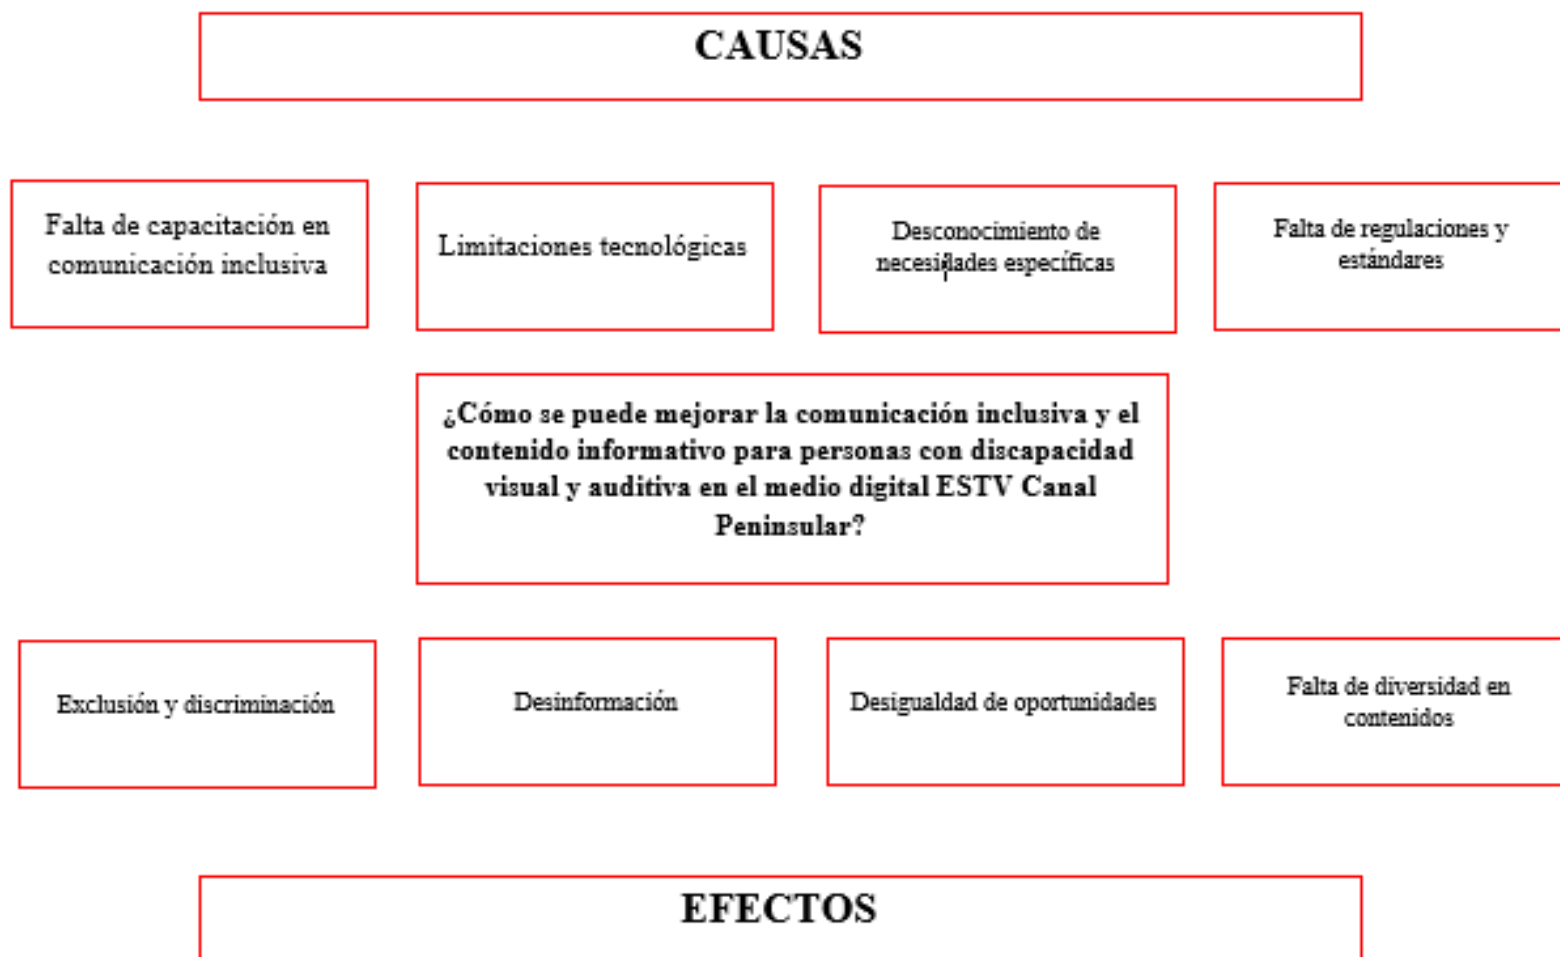 CAUSAS
Falta de capacitación en
comunicación inclusiva
Limitaciones tecnológicas
Desconocimiento de
necesidades específicas
Falta de regulaciones y
estándares
¿Cómo se puede mejorar la comunicación inclusiva y el
contenido informativo para personas con discapacidad
visual y auditiva en el medio digital ESTV Canal
Peninsular?
Exclusión y discriminación
Desinformación
Desigualdad de oportunidades
Falta de diversidad en
contenidos
EFECTOS